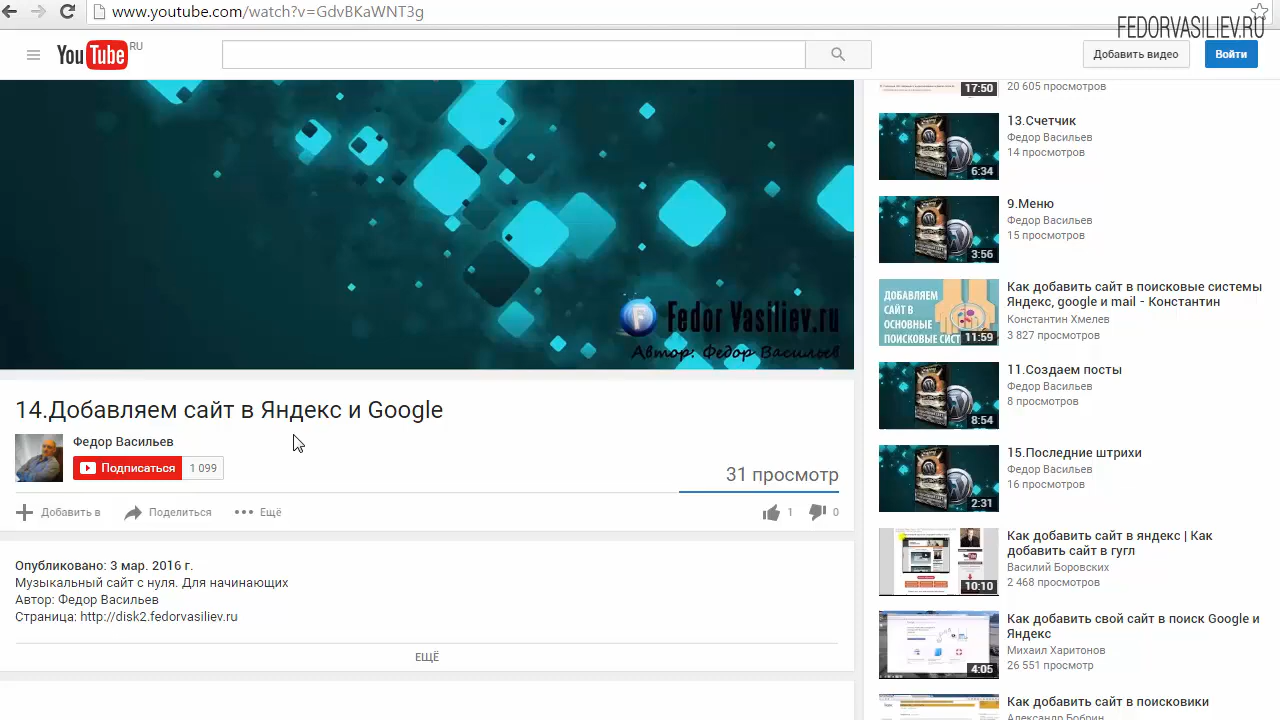 www.youtube.com/watch?v=GdvBKaWNT3g
FEDORVASILIEV.RU
YouTube RU
Добавить видео
Войти
Fedor Vasiliev.ru
Автор: Федор Васильев
14.Добавляем сайт в Яндекс и Google
Федор Васильев
Подписаться 1 099
31 просмотр
Добавить в
Поделиться
Ещё
1
0
Опубликовано: 3 мар. 2016 г.
Музыкальный сайт с нуля. Для начинающих
Автор: Федор Васильев
Страница: http://disk2.fedorvasiliev.ru
ЕЩЁ
17:50
20 605 просмотров
13.Счетчик
Федор Васильев
14 просмотров
6:34
9.Меню
Федор Васильев
15 просмотров
3:56
Как добавить сайт в поисковые системы
Яндекс, google и mail - Константин
Константин Хмелев
3 827 просмотров
ДОБАВЛЯЕМ
САЙТ В
ОСНОВНЫЕ
ПОИСКОВЫЕ СИСТ
11:59
11.Создаем посты
Федор Васильев
8 просмотров
8:54
15.Последние штрихи
Федор Васильев
16 просмотров
2:31
Как добавить сайт в яндекс | Как
добавить сайт в гугл
Василий Боровских
2 468 просмотров
10:10
Как добавить свой сайт в поиск Google и
Яндекс
Михаил Харитонов
26 551 просмотр
4:05
Как добавить сайт в поисковики
Александр Бобрин